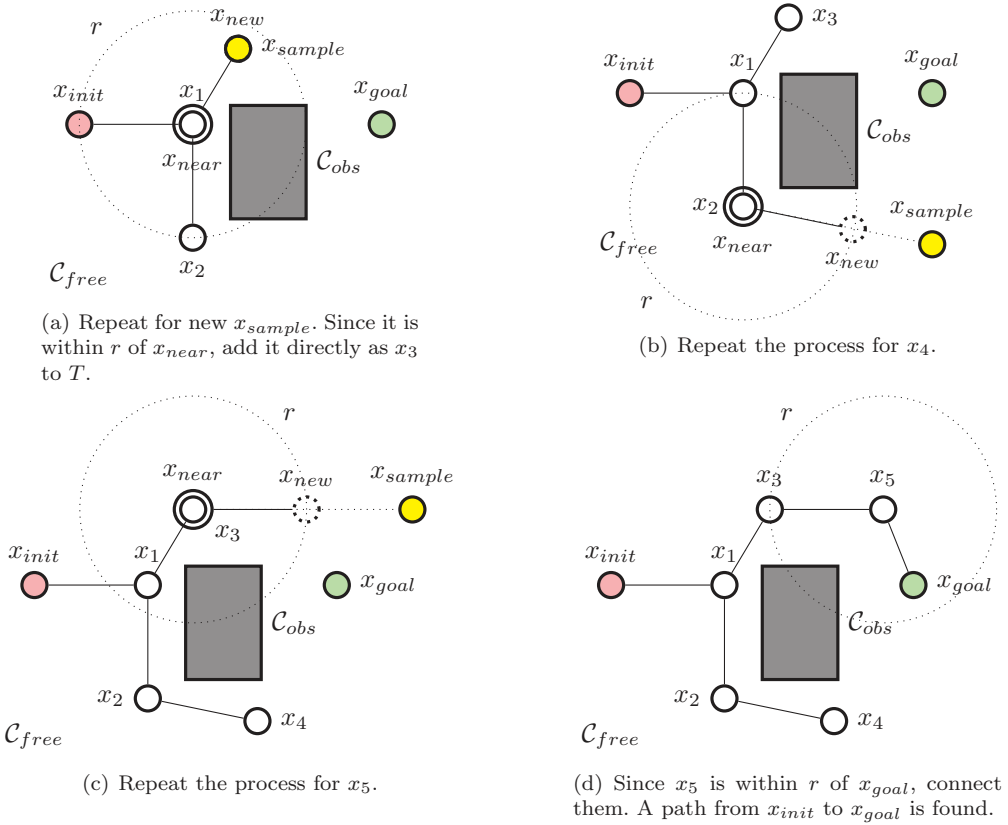 r
x_new
x_sample
x_init
x_1
x_goal
x_near
C_obs
x_2
C_free
(a) Repeat for new x_sample. Since it is
within r of x_near, add it directly as x_3
to T.
x_3
x_init
x_1
x_goal
C_obs
x_2
x_sample
x_near
C_free
x_new
r
(b) Repeat the process for x_4.
r
x_near
x_new
x_sample
x_3
x_init
x_1
x_goal
C_obs
x_2
x_4
C_free
(c) Repeat the process for x_5.
r
x_3
x_5
x_init
x_1
x_goal
C_obs
x_2
x_4
C_free
(d) Since x_5 is within r of x_goal, connect
them. A path from x_init to x_goal is found.